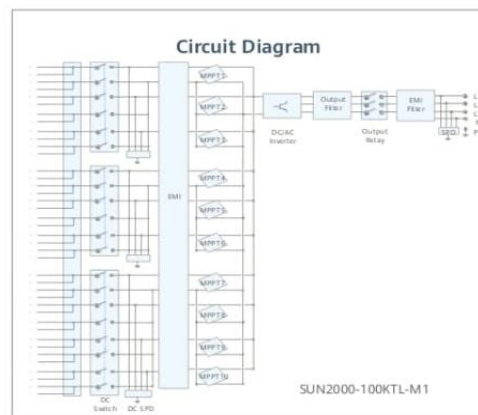 Circuit Diagram
MPPT1
MPPT2
MPPT3
MPPT4
MPPT5
MPPT6
MPPT7
MPPT8
MPPT9
MPPT10
EMI
DC/AC
Inverter
Output
Filter
Output
Relay
EMI
Filter
SPD
DC
Switch
DC SPD
SUN2000-100KTL-M1